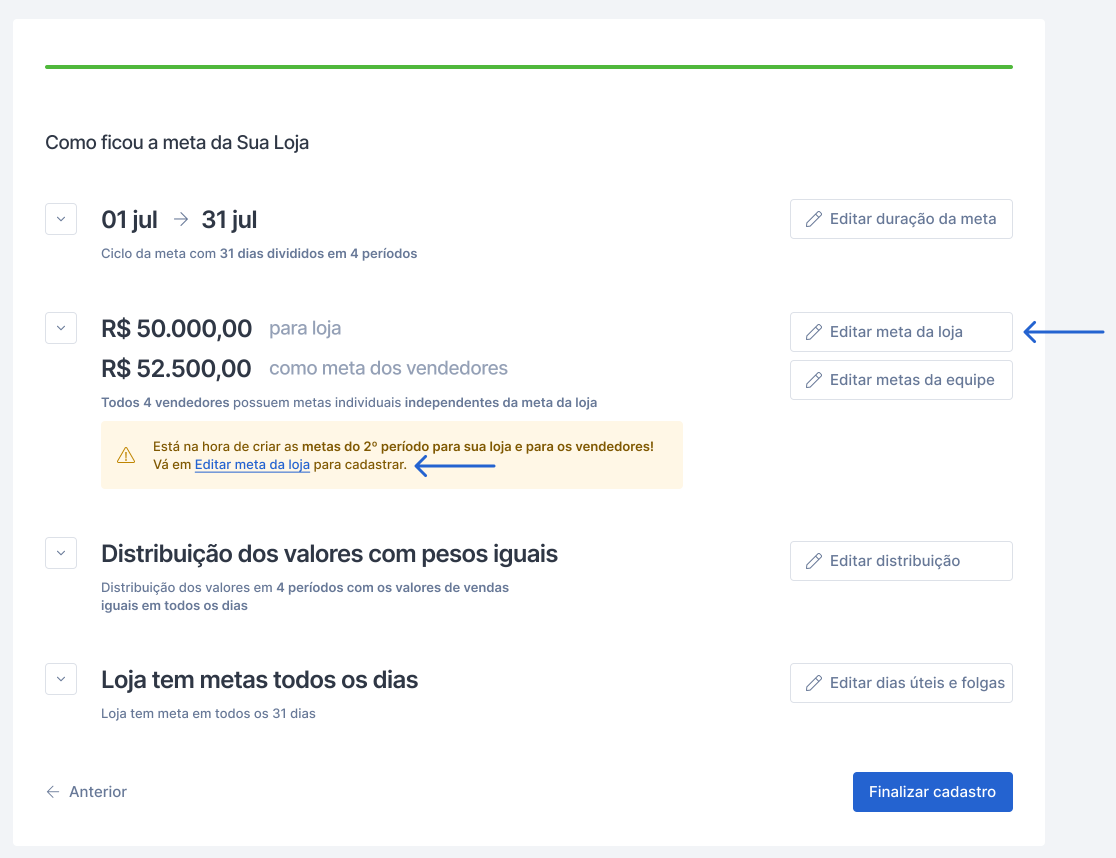 Como ficou a meta da Sua Loja
01 jul → 31 jul
Editar duração da meta
Ciclo da meta com 31 dias divididos em 4 períodos
R$ 50.000,00 para loja
Editar meta da loja
R$ 52.500,00 como meta dos vendedores
Editar metas da equipe
Todos 4 vendedores possuem metas individuais independentes da meta da loja
Está na hora de criar as metas do 2º período para sua loja e para os vendedores!
Vá em Editar meta da loja para cadastrar.
Distribuição dos valores com pesos iguais
Editar distribuição
Distribuição dos valores em 4 períodos com os valores de vendas
iguais em todos os dias
Loja tem metas todos os dias
Editar dias úteis e folgas
Loja tem meta em todos os 31 dias
← Anterior
Finalizar cadastro